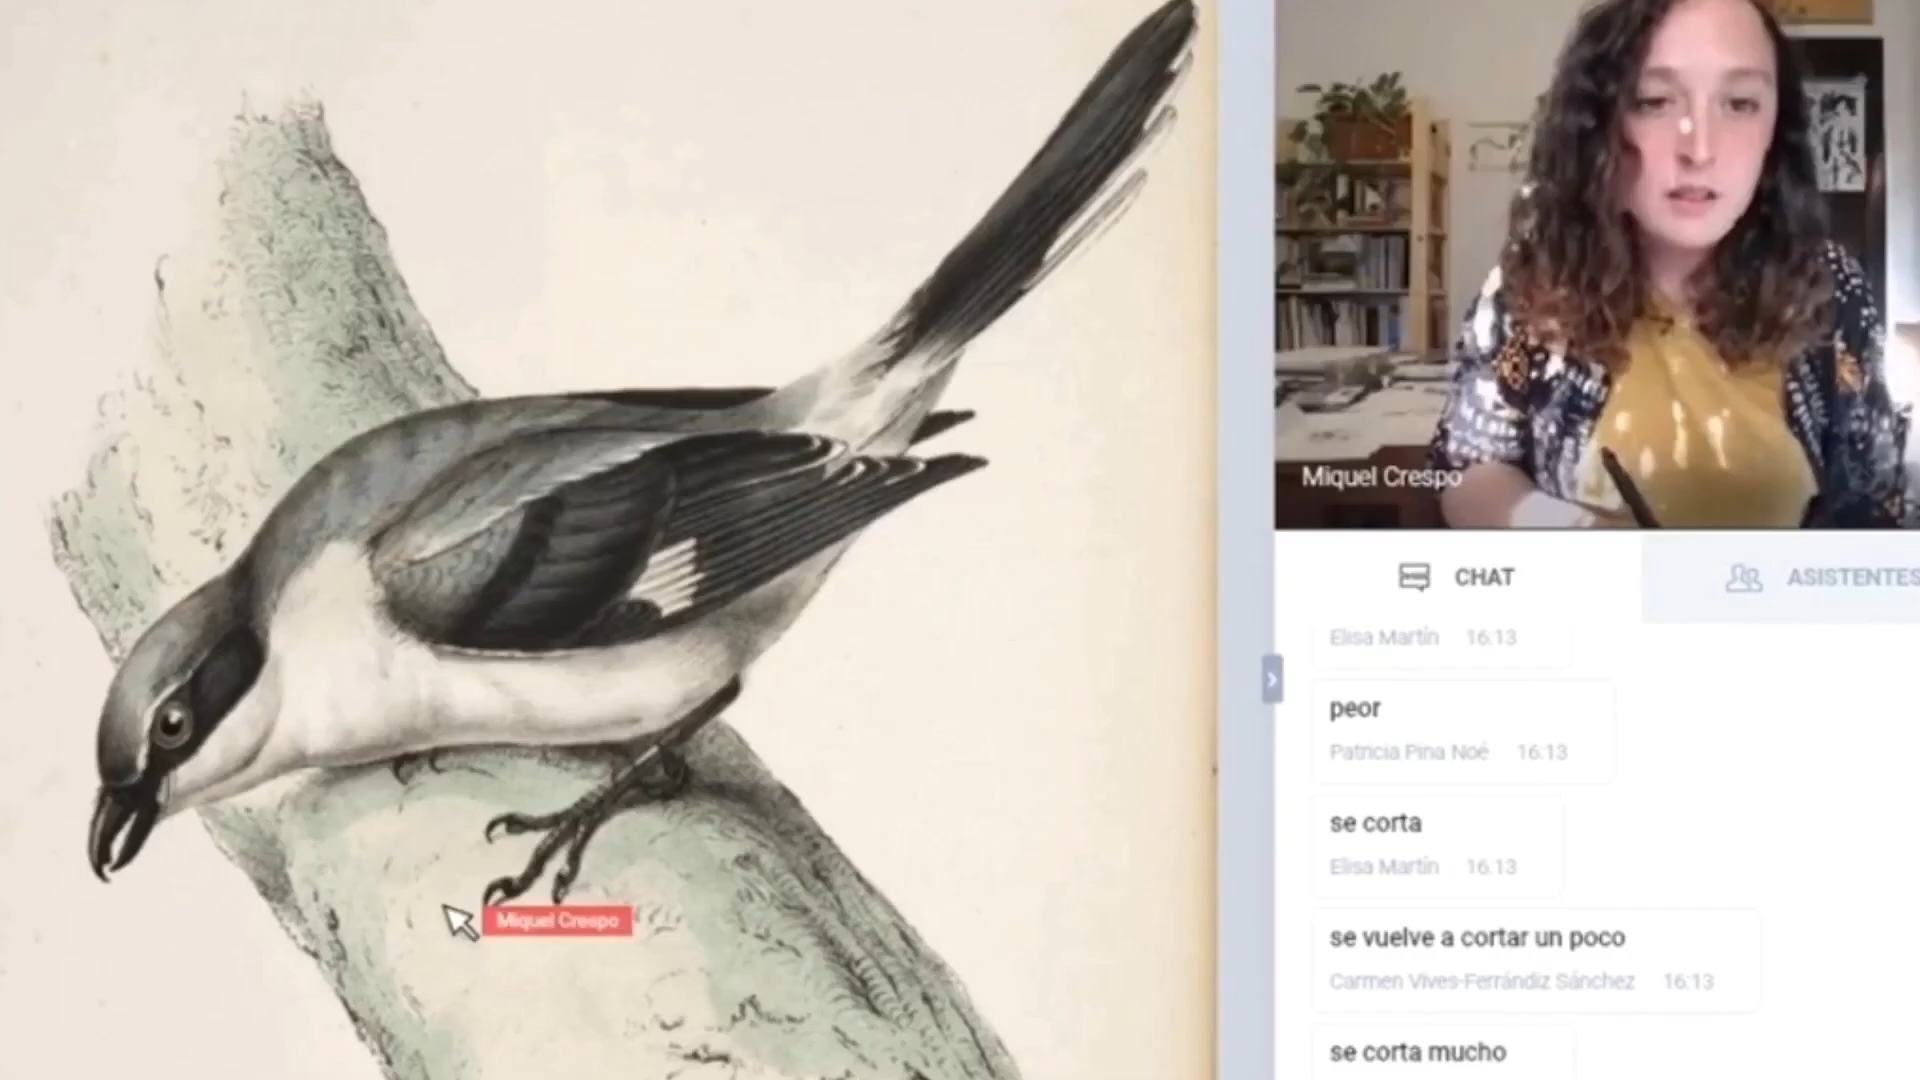 Miquel Crespo
CHAT
ASISTENTES
Elisa Martín 16:13
peor
Patricia Pina Noé 16:13
se corta
Elisa Martín 16:13
se vuelve a cortar un poco
Carmen Vives-Ferrándiz Sánchez 16:13
se corta mucho
Miquel Crespo